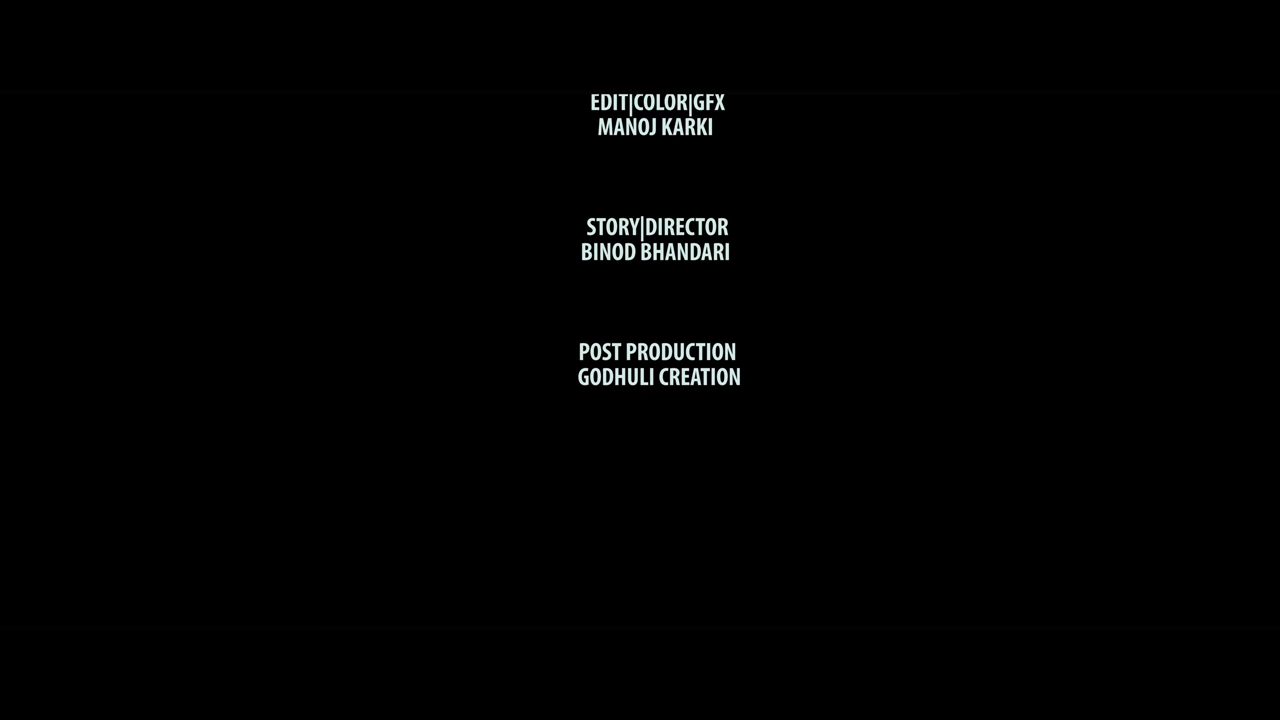 EDIT|COLOR|GFX
MANOJ KARKI
STORY|DIRECTOR
BINOD BHANDARI
POST PRODUCTION
GODHULI CREATION